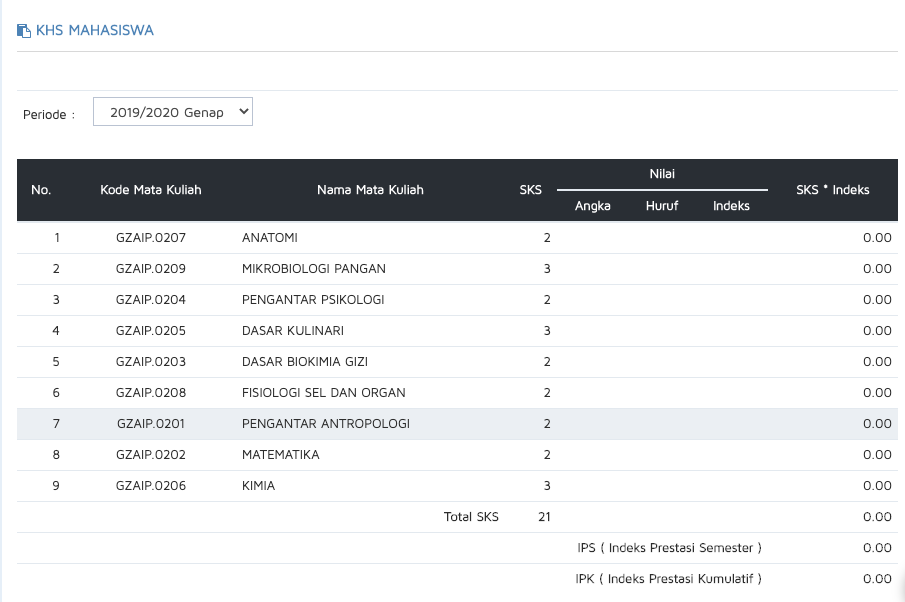 KHS MAHASISWA
Periode : 2019/2020 Genap
No. Kode Mata Kuliah Nama Mata Kuliah SKS Nilai SKS * Indeks
Angka Huruf Indeks
1 GZAIP.0207 ANATOMI 2 0.00
2 GZAIP.0209 MIKROBIOLOGI PANGAN 3 0.00
3 GZAIP.0204 PENGANTAR PSIKOLOGI 2 0.00
4 GZAIP.0205 DASAR KULINARI 3 0.00
5 GZAIP.0203 DASAR BIOKIMIA GIZI 2 0.00
6 GZAIP.0208 FISIOLOGI SEL DAN ORGAN 2 0.00
7 GZAIP.0201 PENGANTAR ANTROPOLOGI 2 0.00
8 GZAIP.0202 MATEMATIKA 2 0.00
9 GZAIP.0206 KIMIA 3 0.00
Total SKS 21 0.00
IPS ( Indeks Prestasi Semester ) 0.00
IPK ( Indeks Prestasi Kumulatif ) 0.00